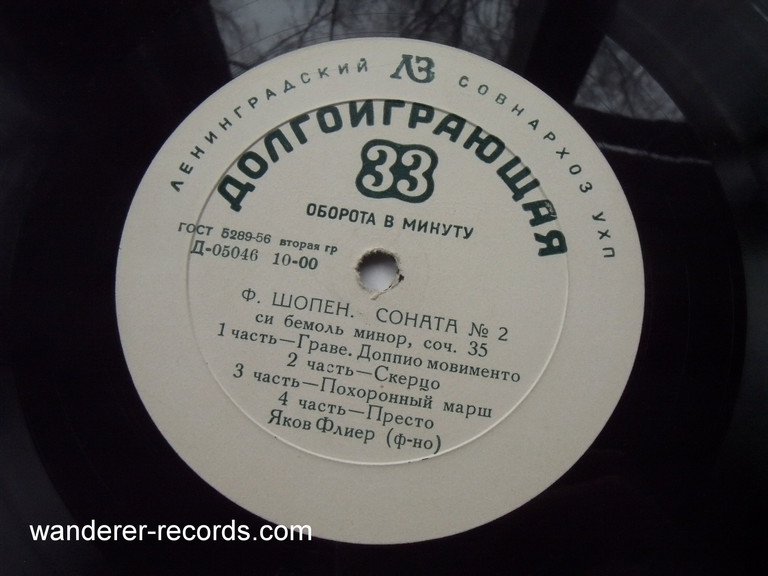 ЛЕНИНГРАДСКИЙ ЛЗ СОВНАРХОЗ УХП
ДОЛГОИГРАЮЩАЯ
33
ОБОРОТА В МИНУТУ
ГОСТ 5289-56 вторая гр
Д-05046 10-00
Ф. ШОПЕН. СОНАТА № 2
си бемоль минор, соч. 35
1 часть—Граве. Доппио мовименто
2 часть—Скерцо
3 часть—Похоронный марш
4 часть—Престо
Яков Флиер (ф-но)
wanderer-records.com